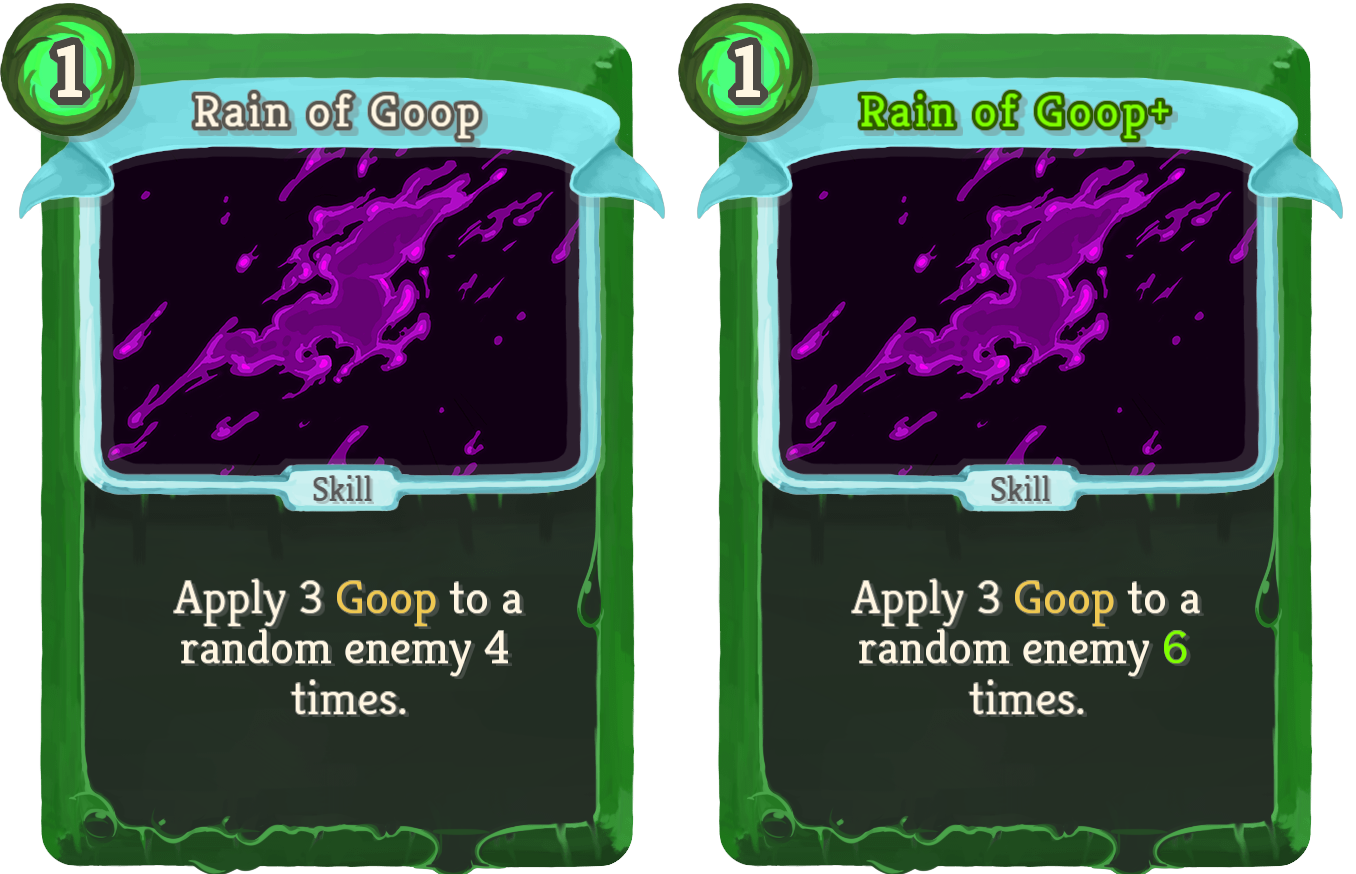 1
Rain of Goop
Skill
Apply 3 Goop to a
random enemy 4
times.
1
Rain of Goop+
Skill
Apply 3 Goop to a
random enemy 6
times.